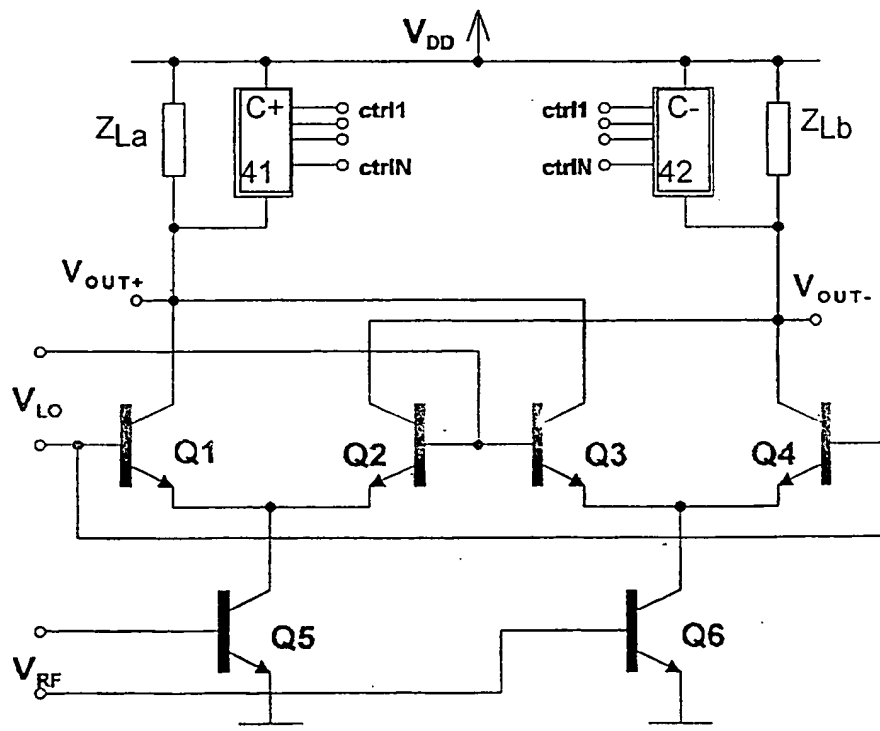 V_DD
Z_La
C+
41
ctrl1
ctrlN
ctrl1
ctrlN
C-
42
Z_Lb
V_OUT+
V_OUT-
V_LO
Q1
Q2
Q3
Q4
Q5
Q6
V_RF